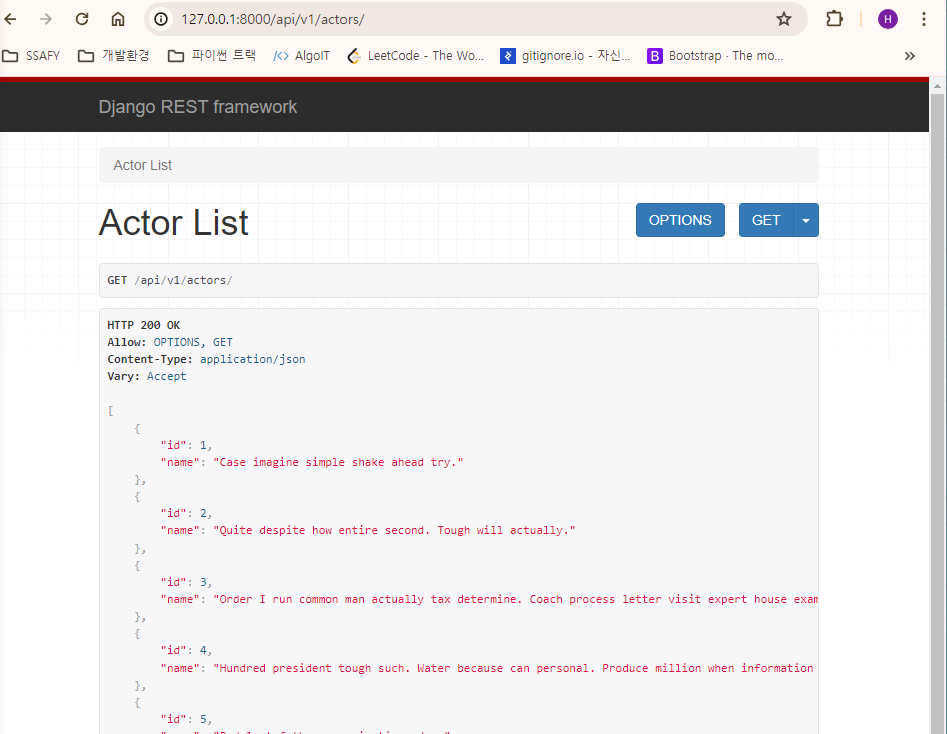 127.0.0.1:8000/api/v1/actors/
H
SSAFY 개발환경 파이썬 트랙 </> AlgoIT LeetCode - The Wo... gitignore.io - 자신... B Bootstrap · The mo...
Django REST framework
Actor List
Actor List OPTIONS GET
GET /api/v1/actors/
HTTP 200 OK
Allow: OPTIONS, GET
Content-Type: application/json
Vary: Accept
[
{
"id": 1,
"name": "Case imagine simple shake ahead try."
},
{
"id": 2,
"name": "Quite despite how entire second. Tough will actually."
},
{
"id": 3,
"name": "Order I run common man actually tax determine. Coach process letter visit expert house exam
},
{
"id": 4,
"name": "Hundred president tough such. Water because can personal. Produce million when information
},
{
"id": 5,